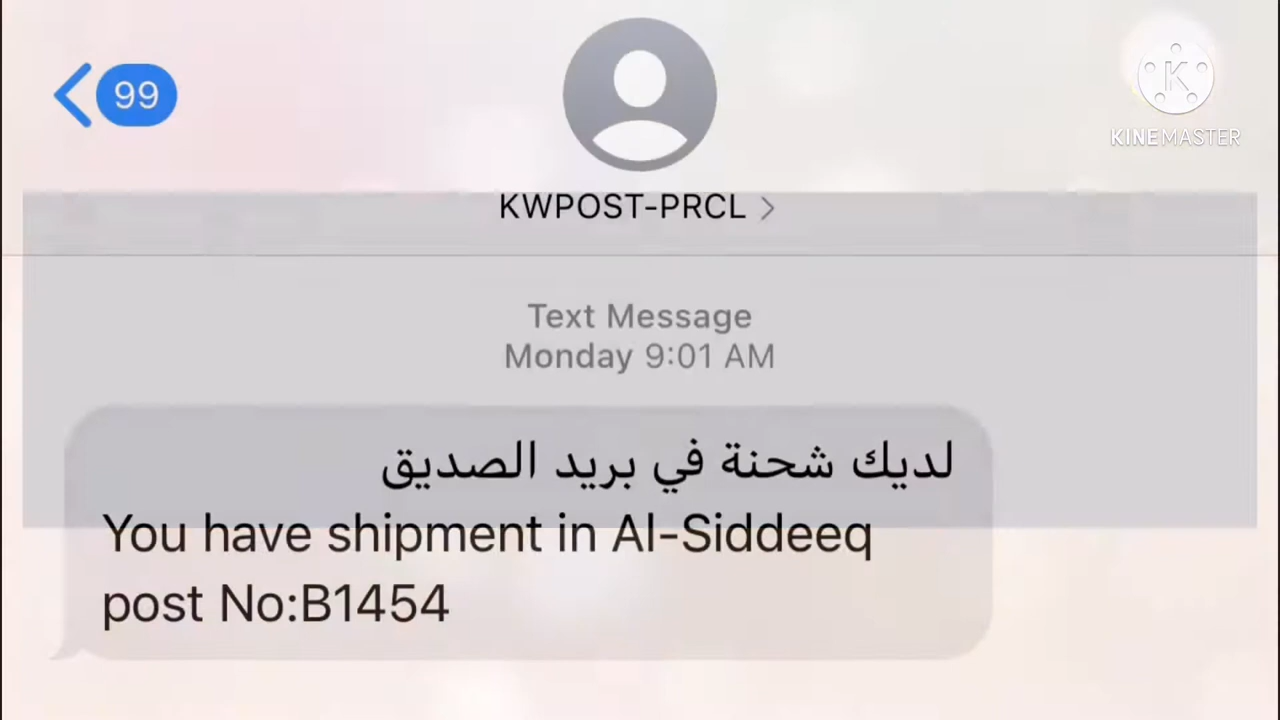 99
K
KINEMASTER
KWPOST-PRCL >
Text Message
Monday 9:01 AM
لديك شحنة في بريد الصديق
You have shipment in Al-Siddeeq
post No:B1454